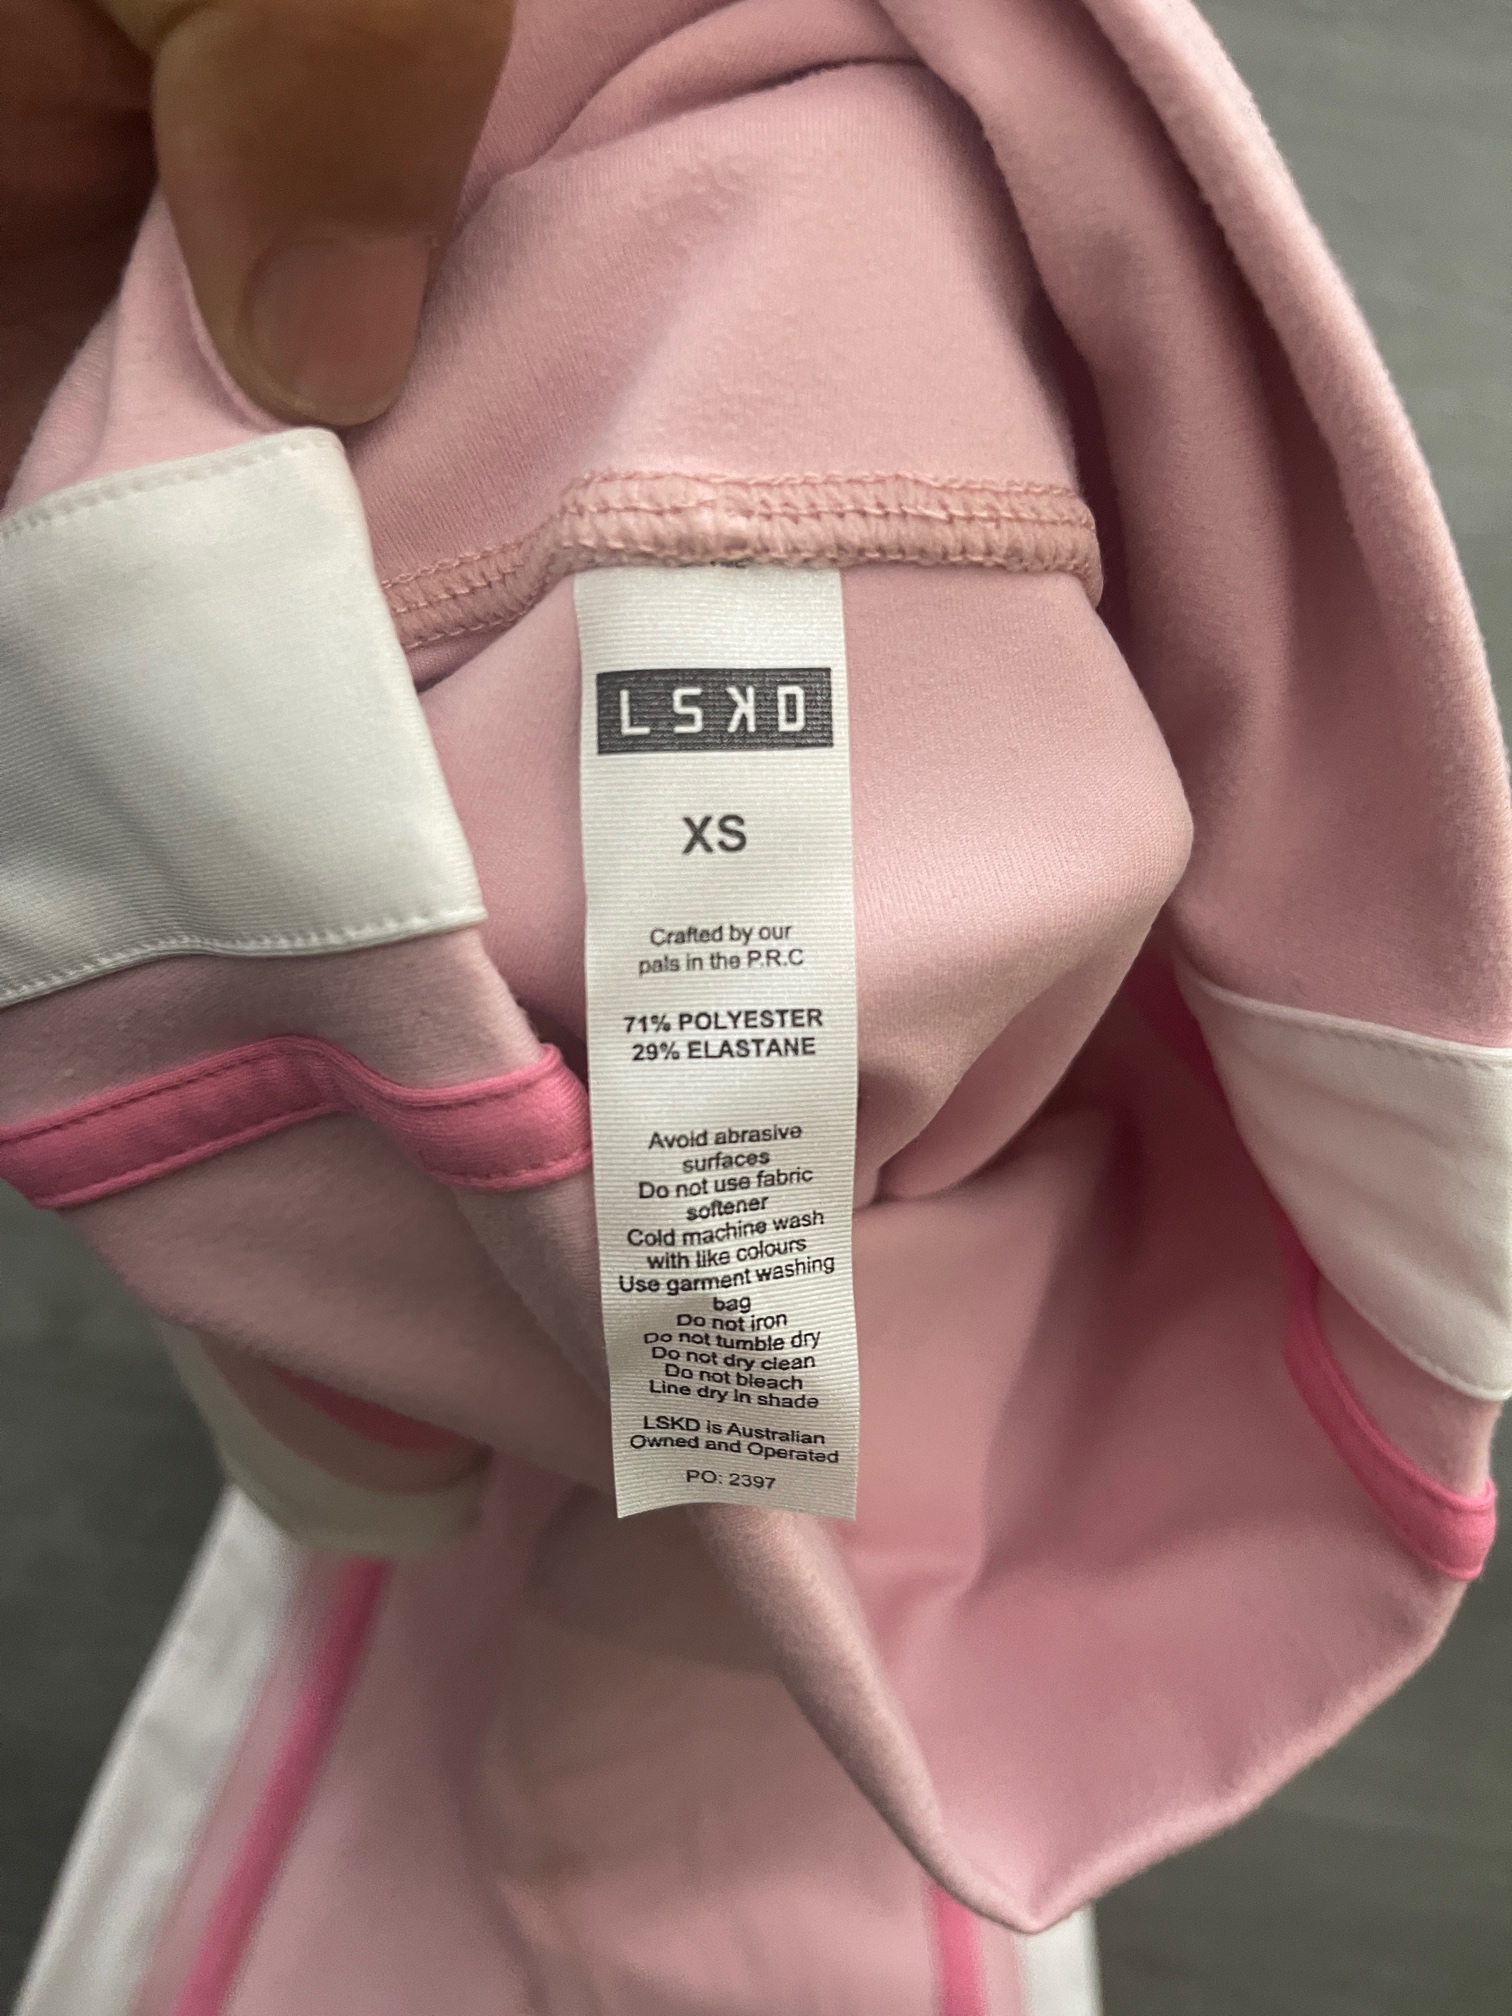 LSKD
XS
Crafted by our
pals in the P.R.C
71% POLYESTER
29% ELASTANE
Avoid abrasive
surfaces
Do not use fabric
softener
Cold machine wash
with like colours
Use garment washing
bag
Do not iron
Do not tumble dry
Do not dry clean
Do not bleach
Line dry in shade
LSKD is Australian
Owned and Operated
PO: 2397